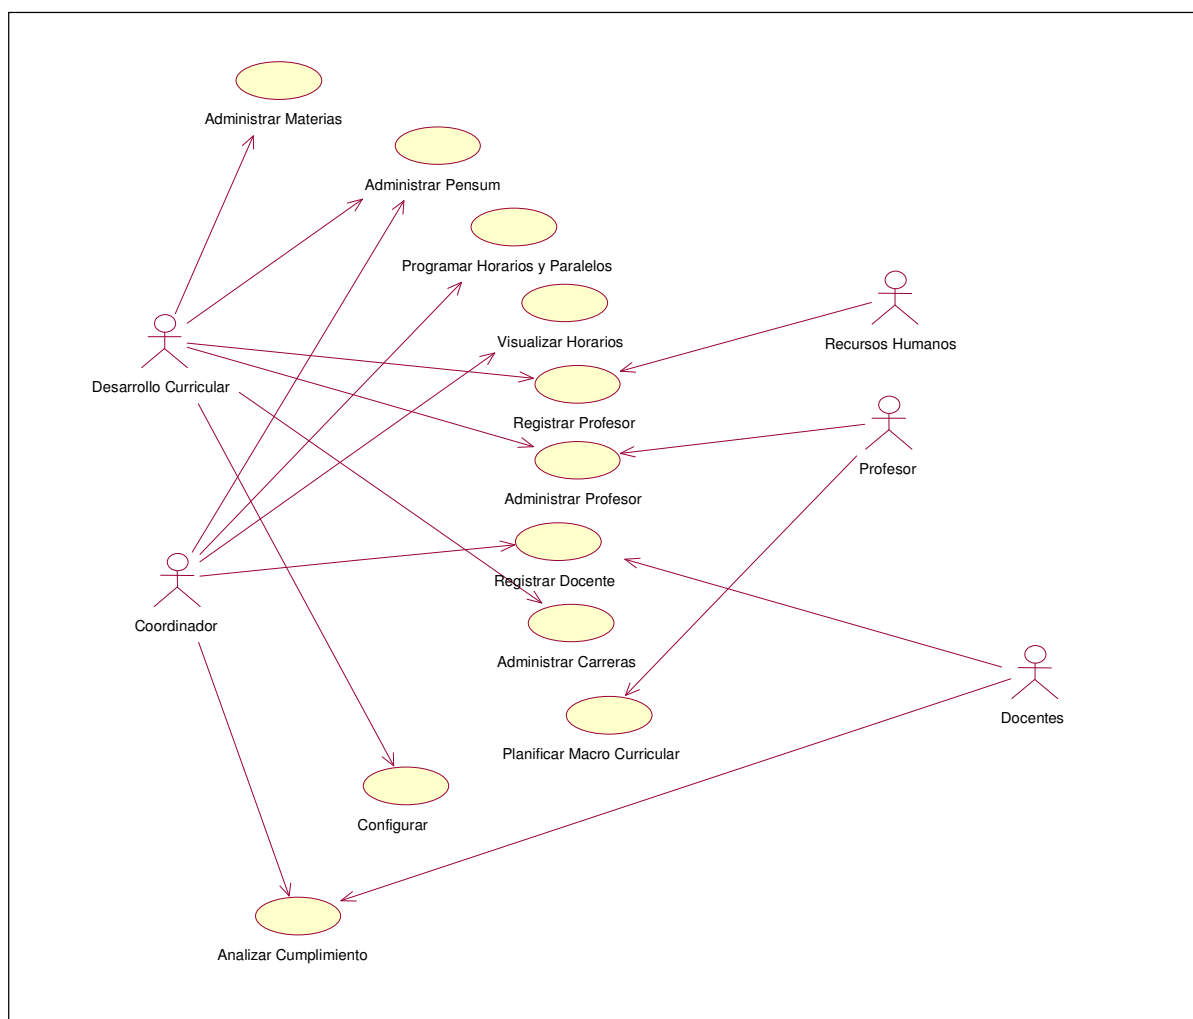 Administrar Materias
Administrar Pensum
Programar Horarios y Paralelos
Visualizar Horarios
Recursos Humanos
Desarrollo Curricular
Registrar Profesor
Profesor
Administrar Profesor
Registrar Docente
Coordinador
Administrar Carreras
Docentes
Planificar Macro Curricular
Configurar
Analizar Cumplimiento